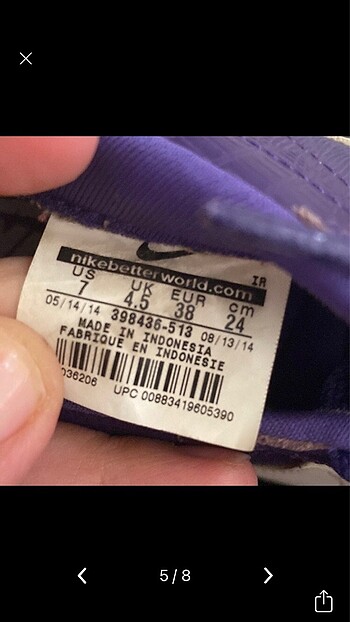 nikebetterworld.com
IR
US UK EUR cm
7 4.5 38 24
05/14/14 398436-513 08/13/14
MADE IN INDONESIA
FABRIQUE EN INDONESIE
036206 UPC 00883419605390
5/8